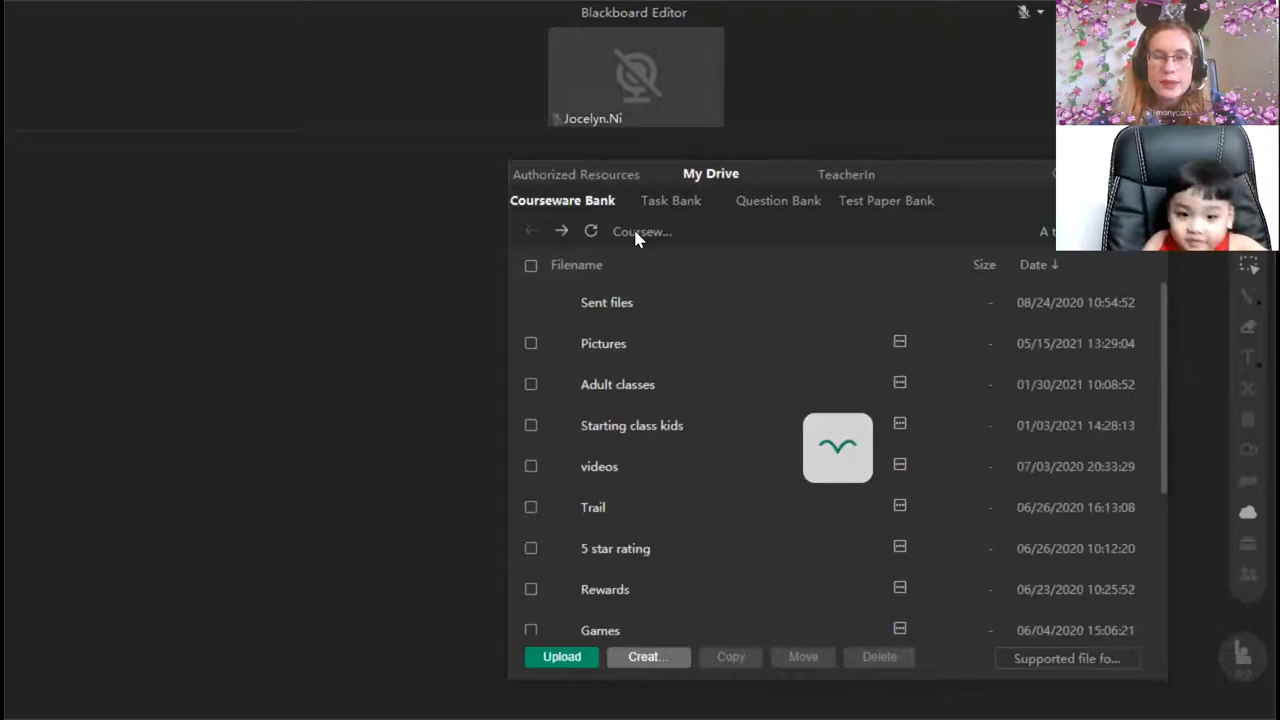 Blackboard Editor
Jocelyn.Ni
manycam
Authorized Resources My Drive TeacherIn
Courseware Bank Task Bank Question Bank Test Paper Bank
Coursew... A t
Filename Size Date ↓
Sent files - 08/24/2020 10:54:52
Pictures - 05/15/2021 13:29:04
Adult classes - 01/30/2021 10:08:52
Starting class kids - 01/03/2021 14:28:13
videos - 07/03/2020 20:33:29
Trail - 06/26/2020 16:13:08
5 star rating - 06/26/2020 10:12:20
Rewards - 06/23/2020 10:25:52
Games - 06/04/2020 15:06:21
Upload Creat... Copy Move Delete Supported file fo...